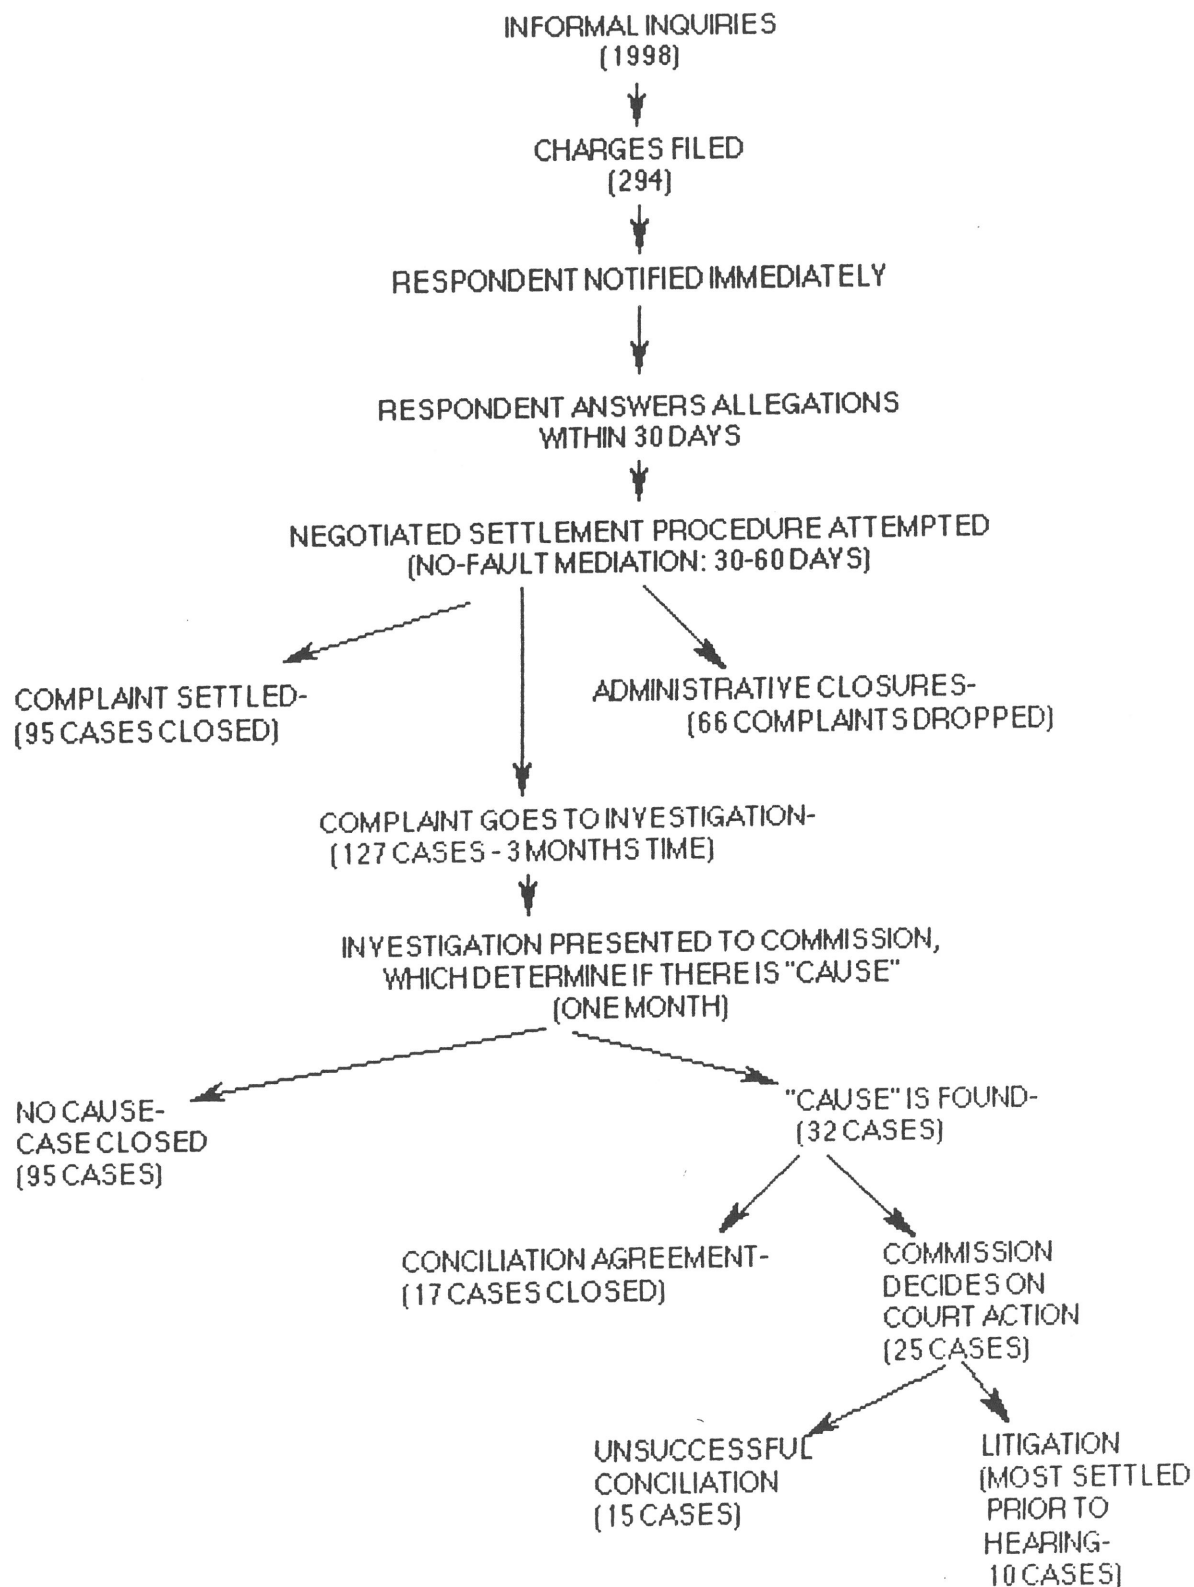 INFORMAL INQUIRIES
(1998)
CHARGES FILED
(294)
RESPONDENT NOTIFIED IMMEDIATELY
RESPONDENT ANSWERS ALLEGATIONS
WITHIN 30 DAYS
NEGOTIATED SETTLEMENT PROCEDURE ATTEMPTED
(NO-FAULT MEDIATION: 30-60 DAYS)
COMPLAINT SETTLED-
(95 CASES CLOSED)
ADMINISTRATIVE CLOSURES-
(66 COMPLAINTS DROPPED)
COMPLAINT GOES TO INVESTIGATION-
(127 CASES - 3 MONTHS TIME)
INVESTIGATION PRESENTED TO COMMISSION,
WHICH DETERMINE IF THERE IS "CAUSE"
(ONE MONTH)
NO CAUSE-
CASE CLOSED
(95 CASES)
"CAUSE" IS FOUND-
(32 CASES)
CONCILIATION AGREEMENT-
(17 CASES CLOSED)
COMMISSION
DECIDES ON
COURT ACTION
(25 CASES)
UNSUCCESSFUL
CONCILIATION
(15 CASES)
LITIGATION
(MOST SETTLED
PRIOR TO
HEARING-
10 CASES)